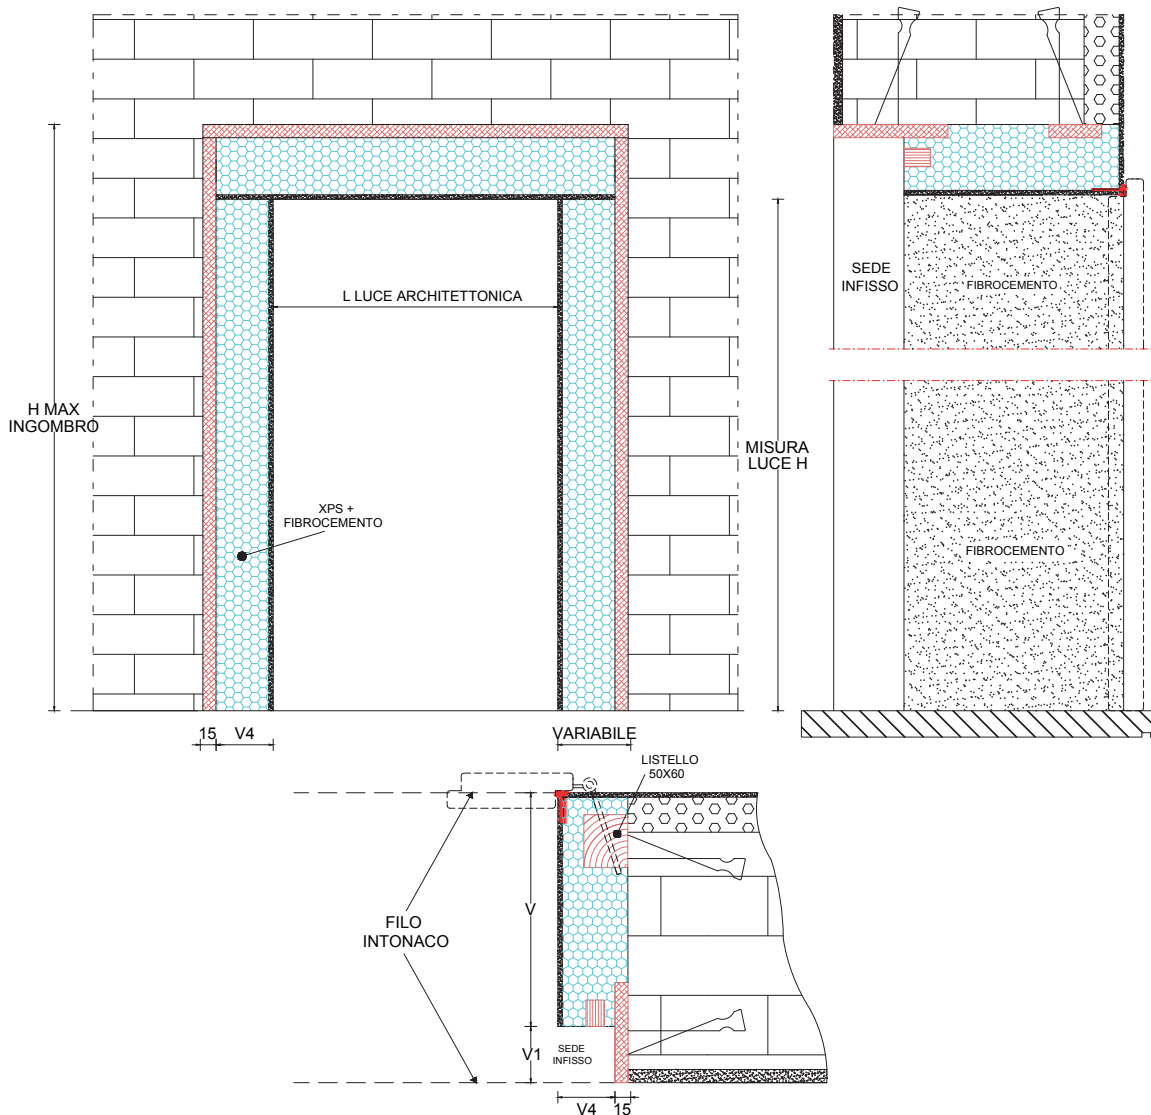 SEDE
INFISSO
FIBROCEMENTO
L LUCE ARCHITETTONICA
H MAX
INGOMBRO
MISURA
LUCE H
XPS +
FIBROCEMENTO
FIBROCEMENTO
15
V4
VARIABILE
LISTELLO
50X60
V
FILO
INTONACO
V1
SEDE
INFISSO
V4
15